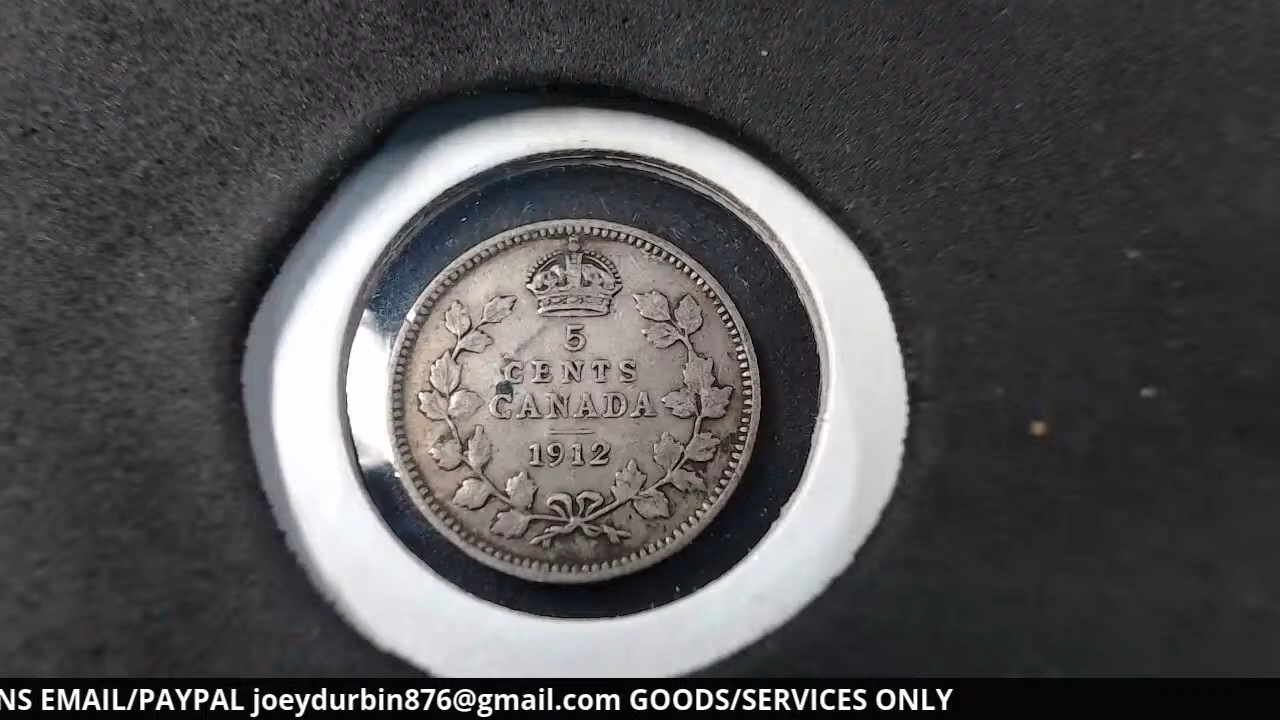 5
CENTS
CANADA
1912
NS EMAIL/PAYPAL joeydurbin876@gmail.com GOODS/SERVICES ONLY